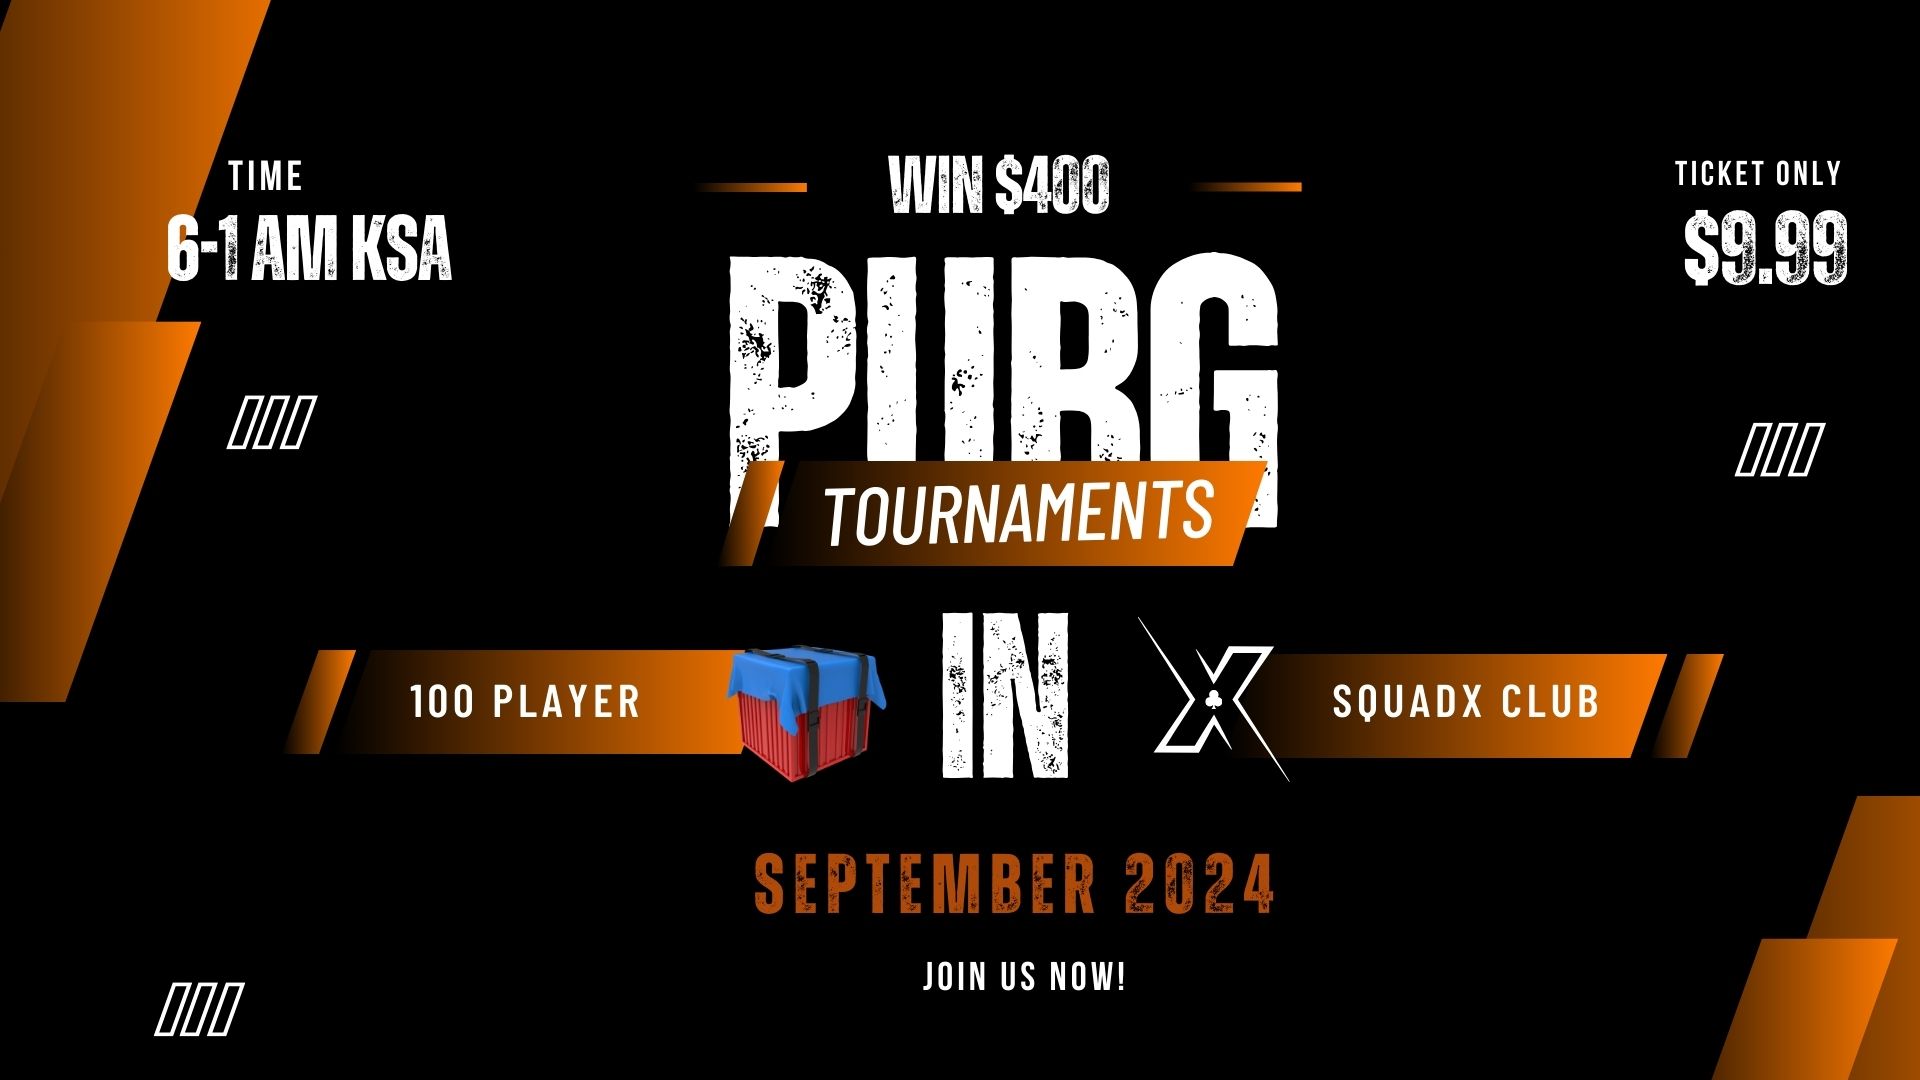 TIME
6-1 AM KSA
WIN $400
TICKET ONLY
$9.99
PUBG
TOURNAMENTS
IN
100 PLAYER
X SQUADX CLUB
SEPTEMBER 2024
JOIN US NOW!